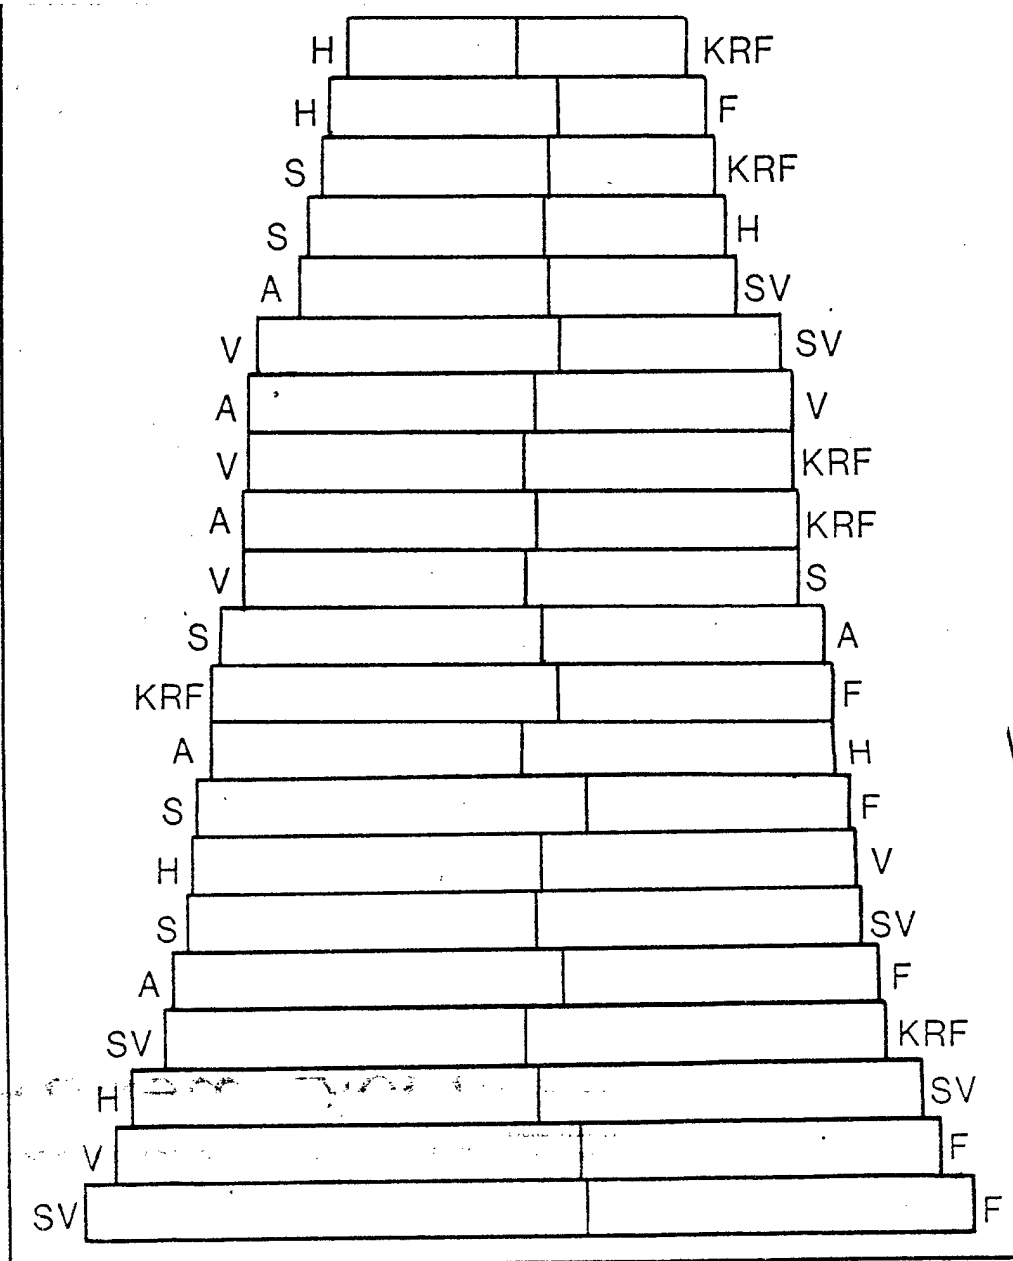 H KRF
H F
S KRF
S H
A SV
V SV
A V
V KRF
A KRF
V S
S A
KRF F
A H
S F
H V
S SV
A F
SV KRF
H SV
V F
SV F